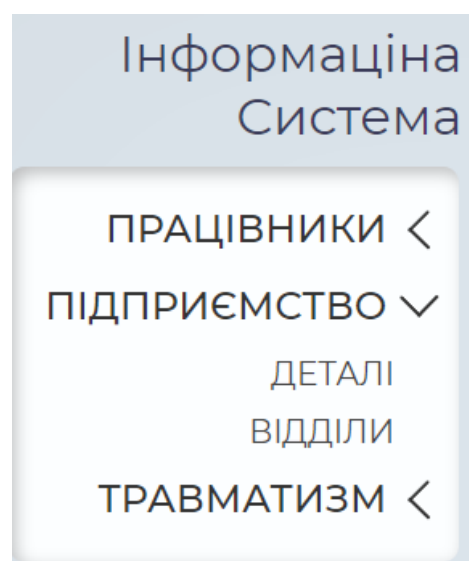 Інформаціна
Система
ПРАЦІВНИКИ
ПІДПРИЄМСТВО
ДЕТАЛІ
ВІДДІЛИ
ТРАВМАТИЗМ